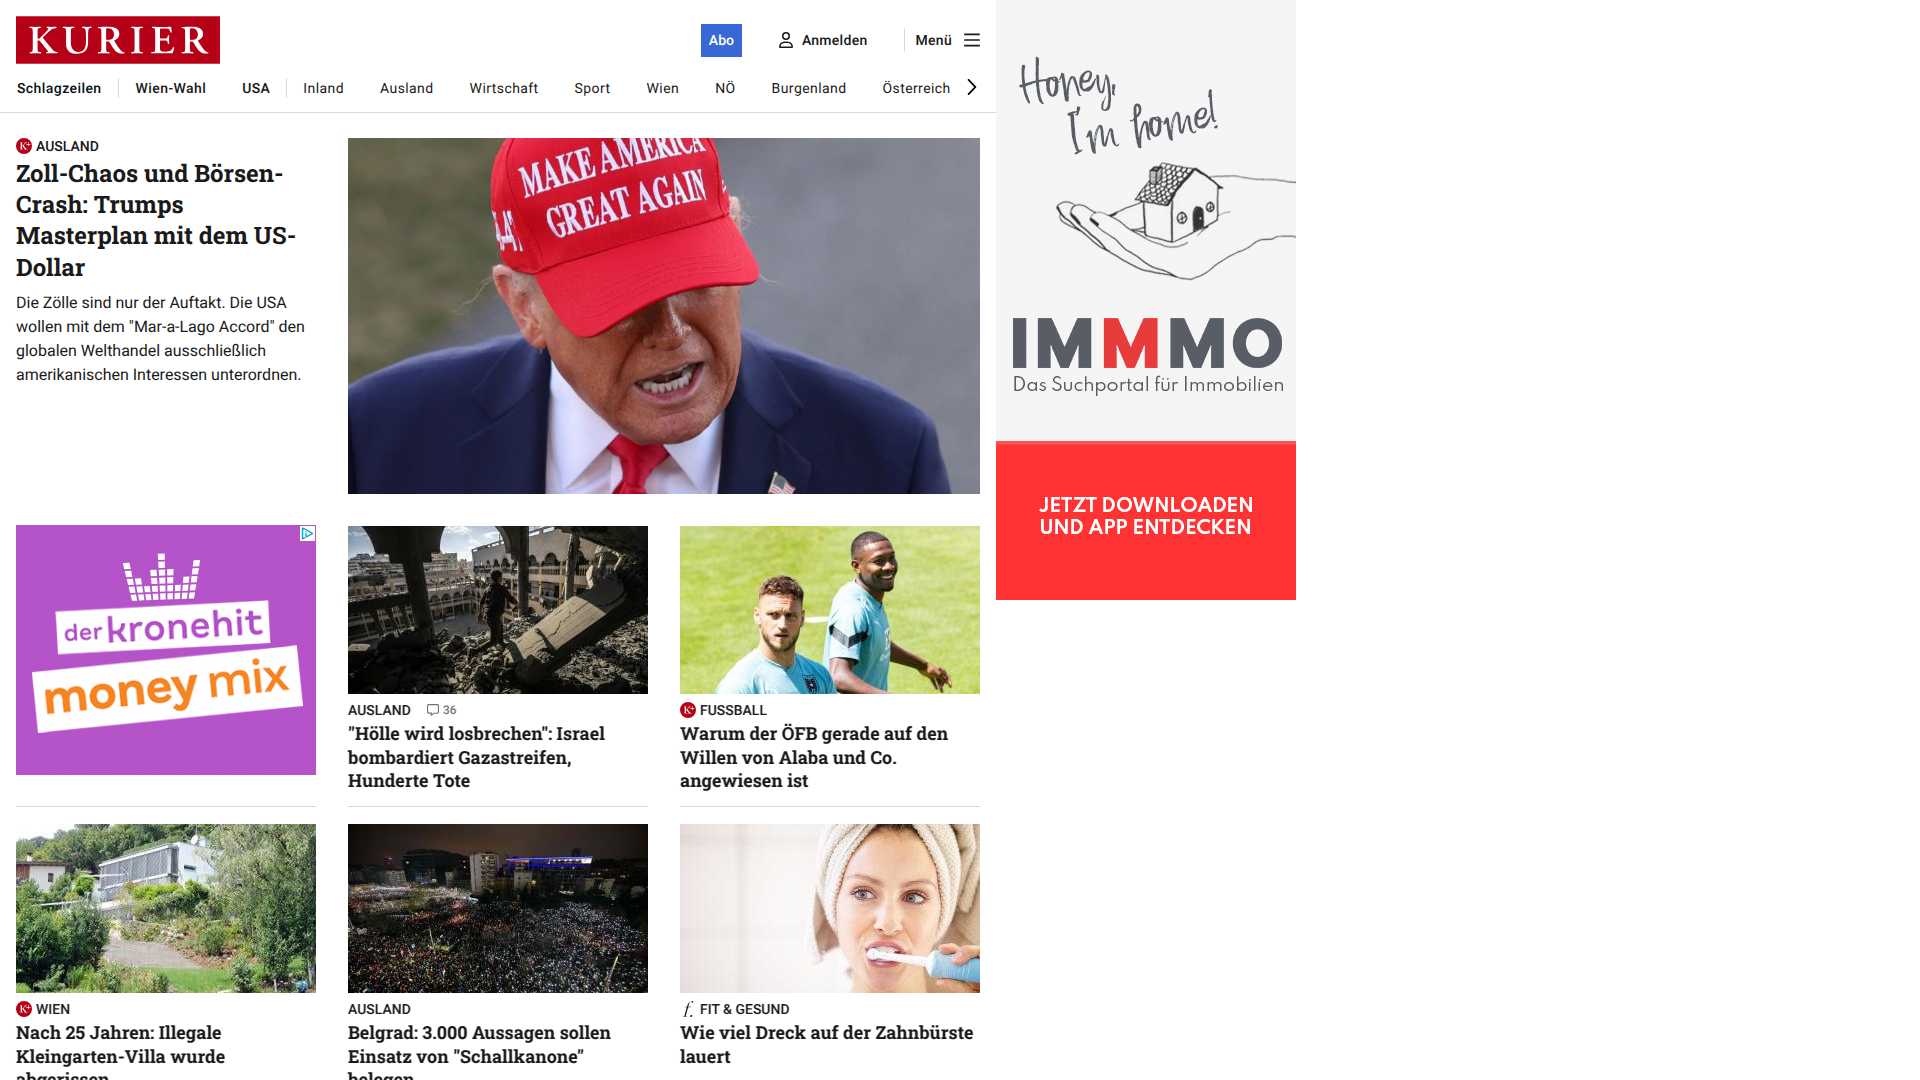 KURIER
Abo
Anmelden
Menü
Schlagzeilen
Wien-Wahl
USA
Inland
Ausland
Wirtschaft
Sport
Wien
NÖ
Burgenland
Österreich
AUSLAND
Zoll-Chaos und Börsen-
Crash: Trumps
Masterplan mit dem US-
Dollar
Die Zölle sind nur der Auftakt. Die USA
wollen mit dem "Mar-a-Lago Accord" den
globalen Welthandel ausschließlich
amerikanischen Interessen unterordnen.
MAKE AMERICA
GREAT AGAIN
Honey,
I'm home!
IMMMO
Das Suchportal für Immobilien
JETZT DOWNLOADEN
UND APP ENTDECKEN
der kronehit
money mix
AUSLAND 36
"Hölle wird losbrechen": Israel
bombardiert Gazastreifen,
Hunderte Tote
FUSSBALL
Warum der ÖFB gerade auf den
Willen von Alaba und Co.
angewiesen ist
WIEN
Nach 25 Jahren: Illegale
Kleingarten-Villa wurde
abgerissen
AUSLAND
Belgrad: 3.000 Aussagen sollen
Einsatz von "Schallkanone"
belegen
FIT & GESUND
Wie viel Dreck auf der Zahnbürste
lauert